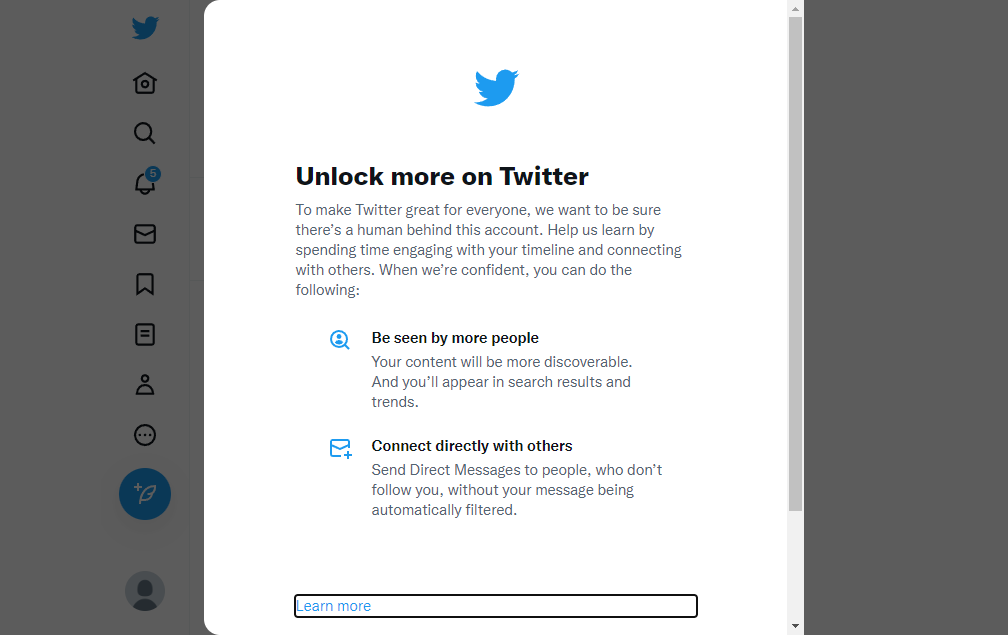 5
Unlock more on Twitter
To make Twitter great for everyone, we want to be sure
there’s a human behind this account. Help us learn by
spending time engaging with your timeline and connecting
with others. When we’re confident, you can do the
following:
Be seen by more people
Your content will be more discoverable.
And you’ll appear in search results and
trends.
Connect directly with others
Send Direct Messages to people, who don’t
follow you, without your message being
automatically filtered.
Learn more